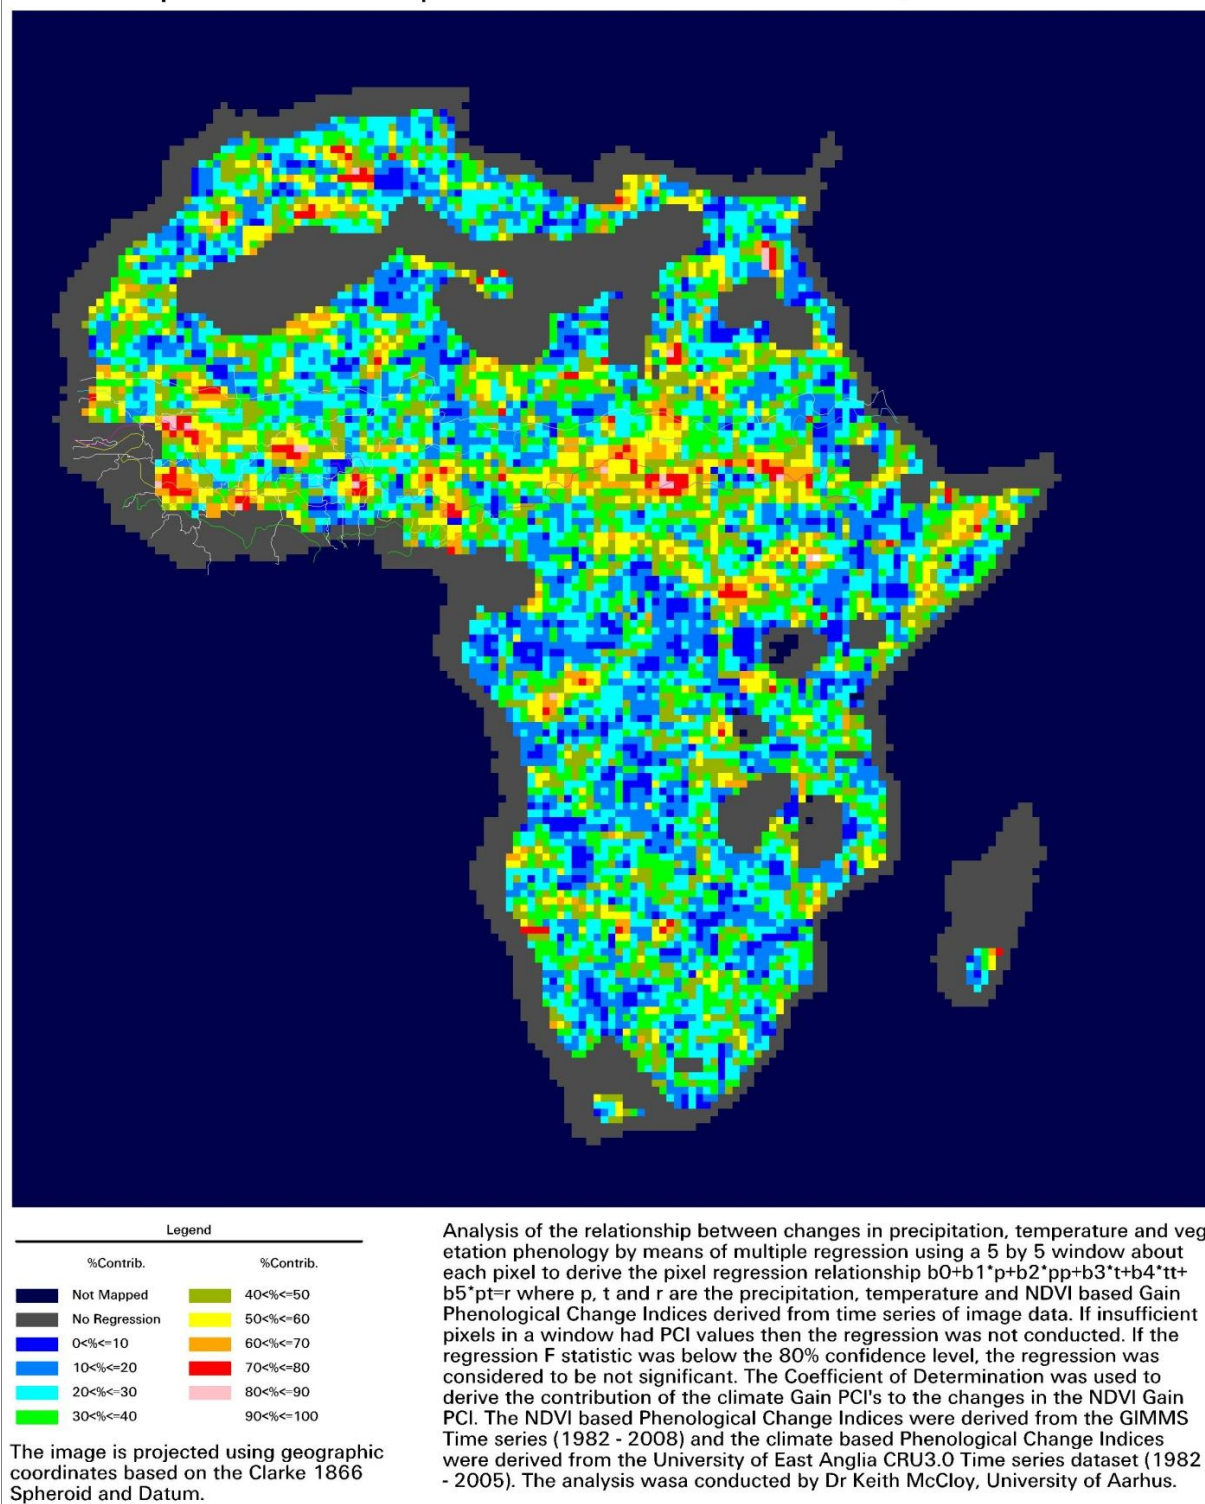 Legend
%Contrib.
%Contrib.
Not Mapped
No Regression
0<%<=10
10<%<=20
20<%<=30
30<%<=40
40<%<=50
50<%<=60
60<%<=70
70<%<=80
80<%<=90
90<%<=100
The image is projected using geographic
coordinates based on the Clarke 1866
Spheroid and Datum.
Analysis of the relationship between changes in precipitation, temperature and veg
etation phenology by means of multiple regression using a 5 by 5 window about
each pixel to derive the pixel regression relationship b0+b1*p+b2*pp+b3*t+b4*tt+
b5*pt=r where p, t and r are the precipitation, temperature and NDVI based Gain
Phenological Change Indices derived from time series of image data. If insufficient
pixels in a window had PCI values then the regression was not conducted. If the
regression F statistic was below the 80% confidence level, the regression was
considered to be not significant. The Coefficient of Determination was used to
derive the contribution of the climate Gain PCI's to the changes in the NDVI Gain
PCI. The NDVI based Phenological Change Indices were derived from the GIMMS
Time series (1982 - 2008) and the climate based Phenological Change Indices
were derived from the University of East Anglia CRU3.0 Time series dataset (1982
- 2005). The analysis wasa conducted by Dr Keith McCloy, University of Aarhus.